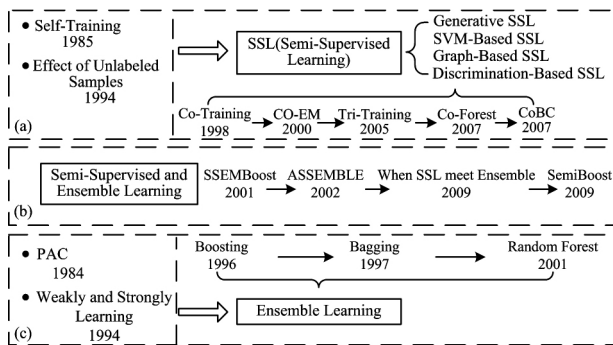 ● Self-Training
1985
● Effect of Unlabeled
Samples
1994
(a)
SSL(Semi-Supervised
Learning)
Generative SSL
SVM-Based SSL
Graph-Based SSL
Discrimination-Based SSL
Co-Training CO-EM Tri-Training Co-Forest CoBC
1998 2000 2005 2007 2007
Semi-Supervised and
Ensemble Learning
(b)
SSEMBoost ASSEMBLE When SSL meet Ensemble SemiBoost
2001 2002 2009 2009
● PAC
1984
● Weakly and Strongly
Learning
1994
(c)
Boosting Bagging Random Forest
1996 1997 2001
Ensemble Learning